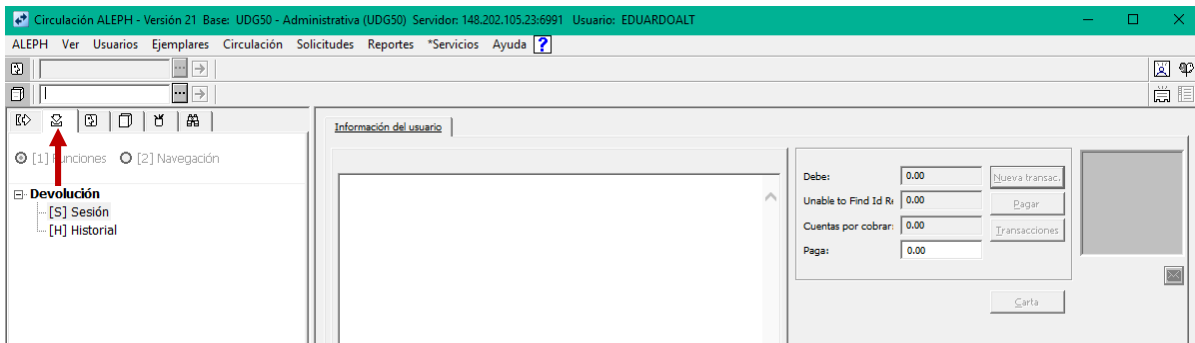 Circulación ALEPH - Versión 21 Base: UDG50 - Administrativa (UDG50) Servidor: 148.202.105.23:6991 Usuario: EDUARDOALT
ALEPH Ver Usuarios Ejemplares Circulación Solicitudes Reportes *Servicios Ayuda ?
[1] Funciones [2] Navegación
Devolución
[S] Sesión
[H] Historial
Información del usuario
Debe: 0.00 Nueva transac.
Unable to Find Id Re 0.00 Pagar
Cuentas por cobrar: 0.00 Transacciones
Paga: 0.00
Carta